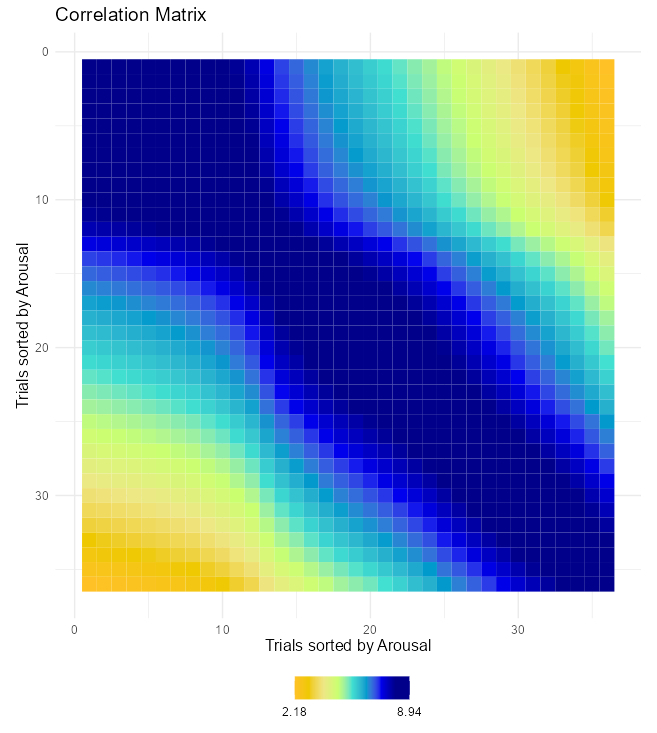 Correlation Matrix
0
10
20
30
Trials sorted by Arousal
0 10 20 30
Trials sorted by Arousal
2.18 8.94